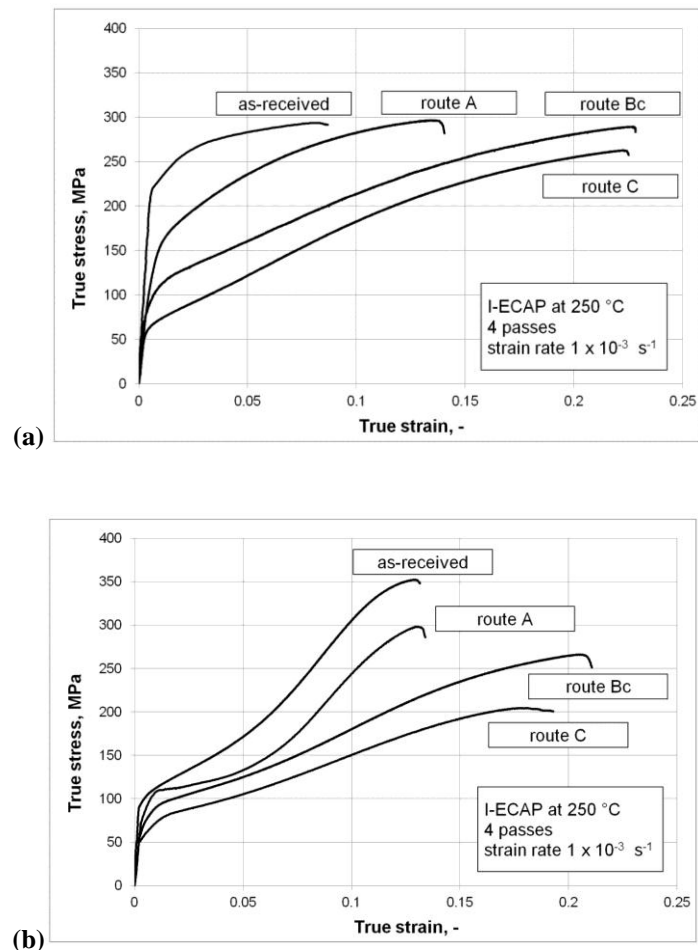 400
350
300
250
200
150
100
50
0
True stress, MPa
as-received
route A
route Bc
route C
I-ECAP at 250 °C
4 passes
strain rate 1 x 10⁻³ s⁻¹
0 0.05 0.1 0.15 0.2 0.25
True strain, -
(a)
400
350
300
250
200
150
100
50
0
True stress, MPa
as-received
route A
route Bc
route C
I-ECAP at 250 °C
4 passes
strain rate 1 x 10⁻³ s⁻¹
0 0.05 0.1 0.15 0.2 0.25
True strain, -
(b)